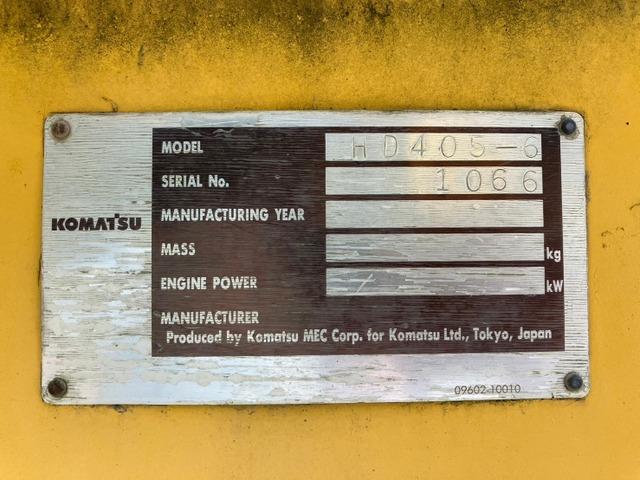 MODEL HD405-6
SERIAL No. 1066
KOMATSU
MANUFACTURING YEAR
MASS kg
ENGINE POWER kW
MANUFACTURER
Produced by Komatsu MEC Corp. for Komatsu Ltd., Tokyo, Japan
09602-10010